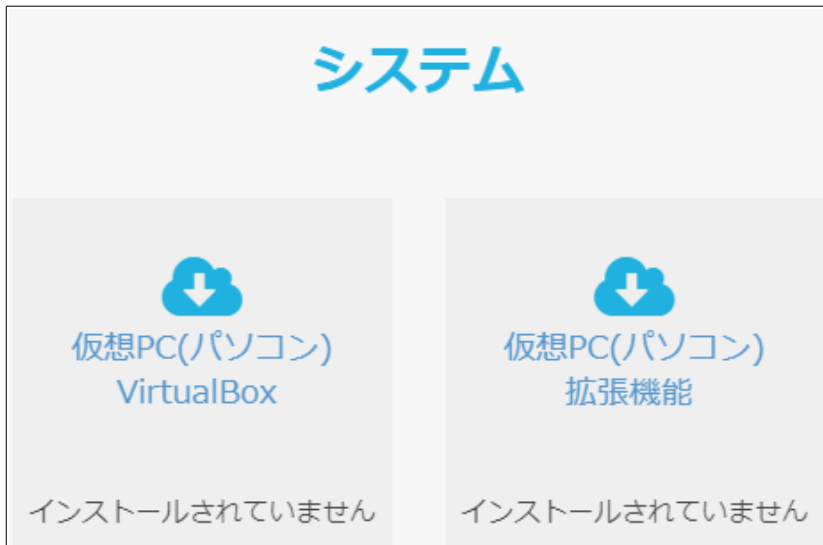 システム
仮想PC(パソコン)
VirtualBox
インストールされていません
仮想PC(パソコン)
拡張機能
インストールされていません